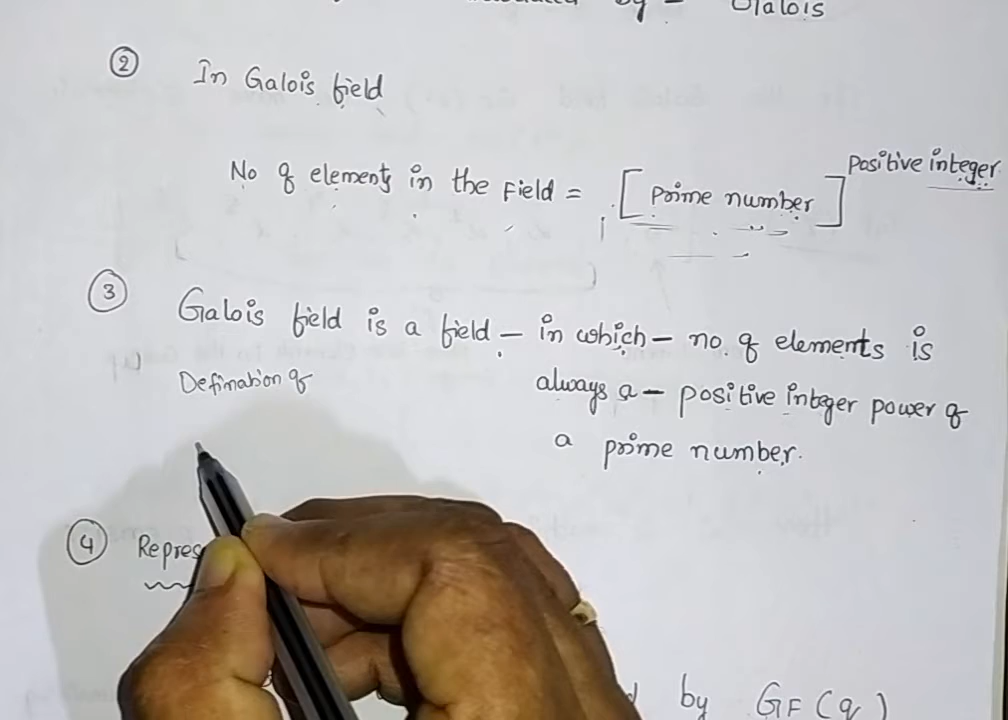 by - Galois
② In Galois field
No of elements in the Field = [Prime number] Positive integer
③ Galois field is a field - in which - no. of elements is
Defination of always a - positive integer power of
a prime number.
④
by GF (q)